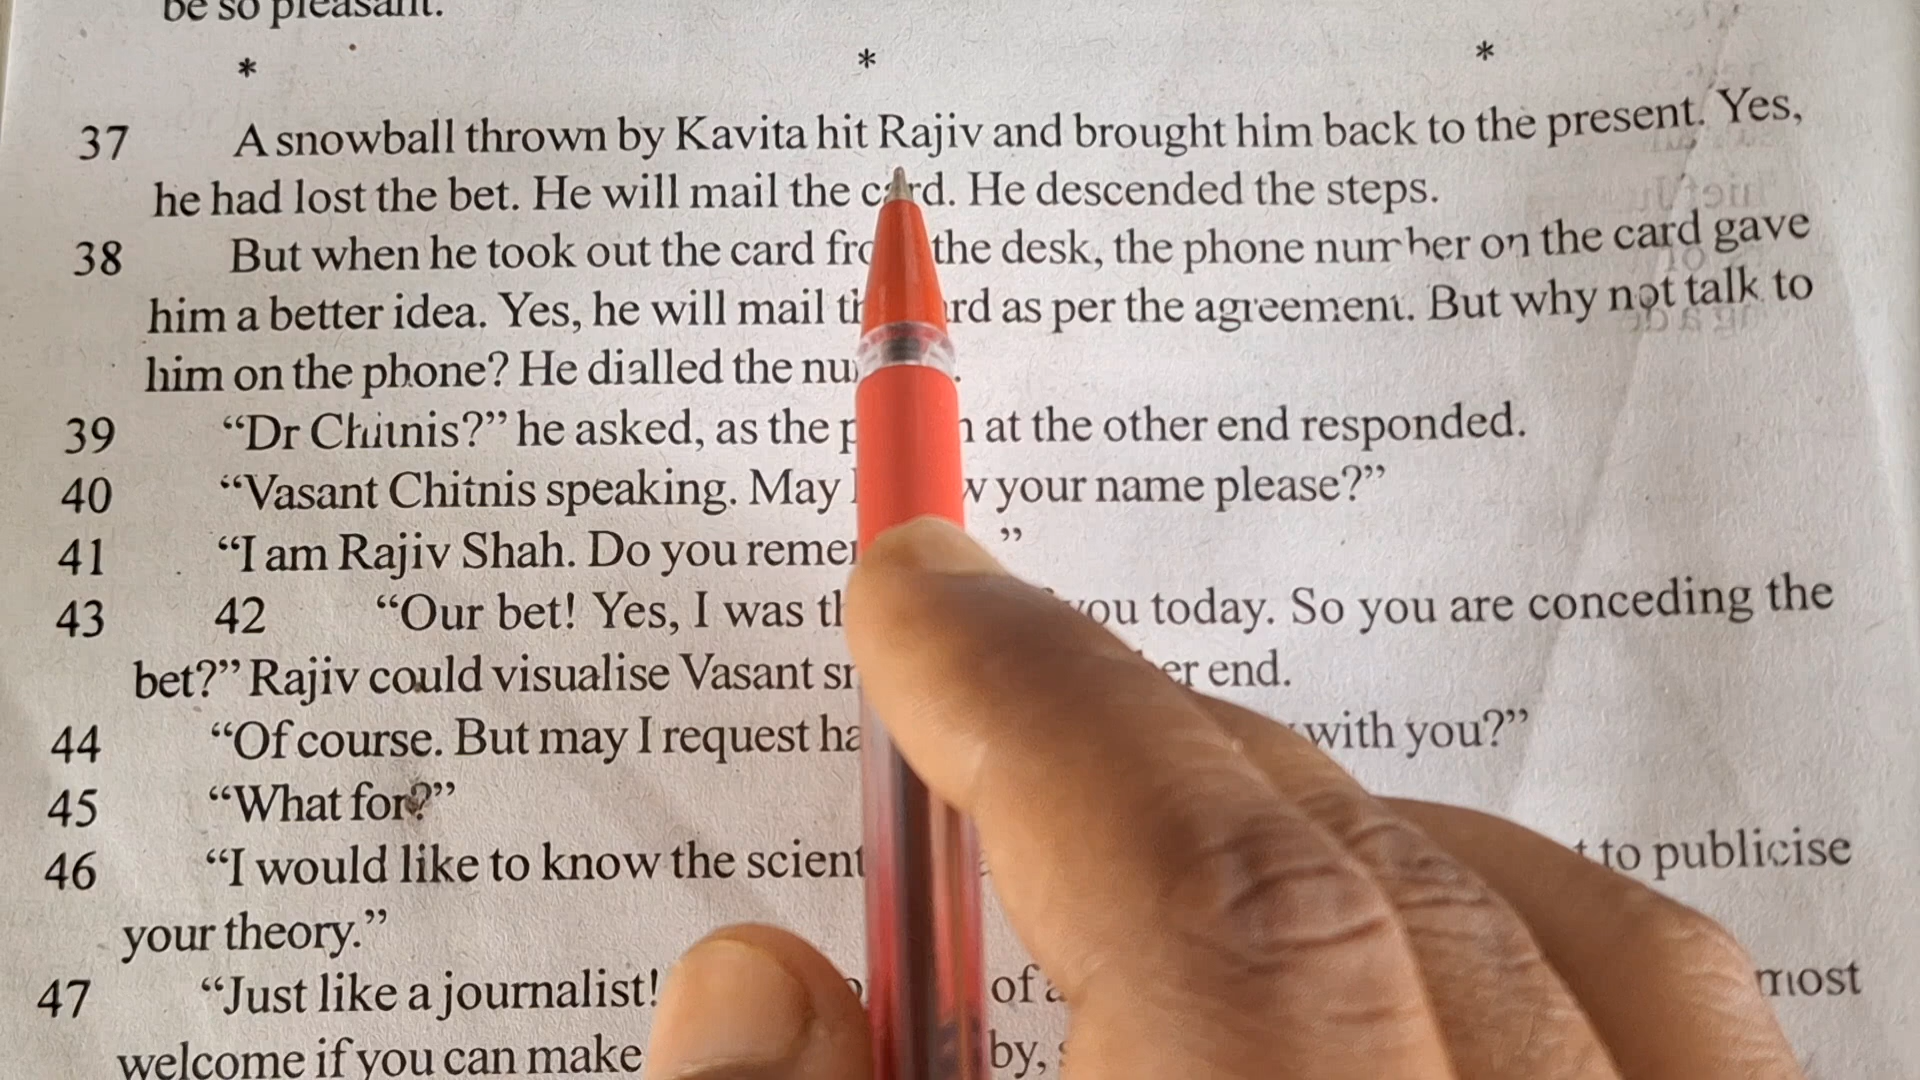 be so pleasant.
* * *
37 A snowball thrown by Kavita hit Rajiv and brought him back to the present. Yes,
he had lost the bet. He will mail the card. He descended the steps.
38 But when he took out the card the desk, the phone number on the card gave
him a better idea. Yes, he will mail as per the agreement. But why not talk to
him on the phone? He dialled the
39 “Dr Chitnis?” he asked, as the at the other end responded.
40 “Vasant Chitnis speaking. May your name please?”
41 “I am Rajiv Shah. Do you ”
43 42 “Our bet! Yes, I was you today. So you are conceding the
bet?” Rajiv could visualise Vasant end.
44 “Of course. But may I request with you?”
45 “What for?”
46 “I would like to know the to publicise
your theory.”
47 “Just like a journalist! of most
welcome if you can make by,